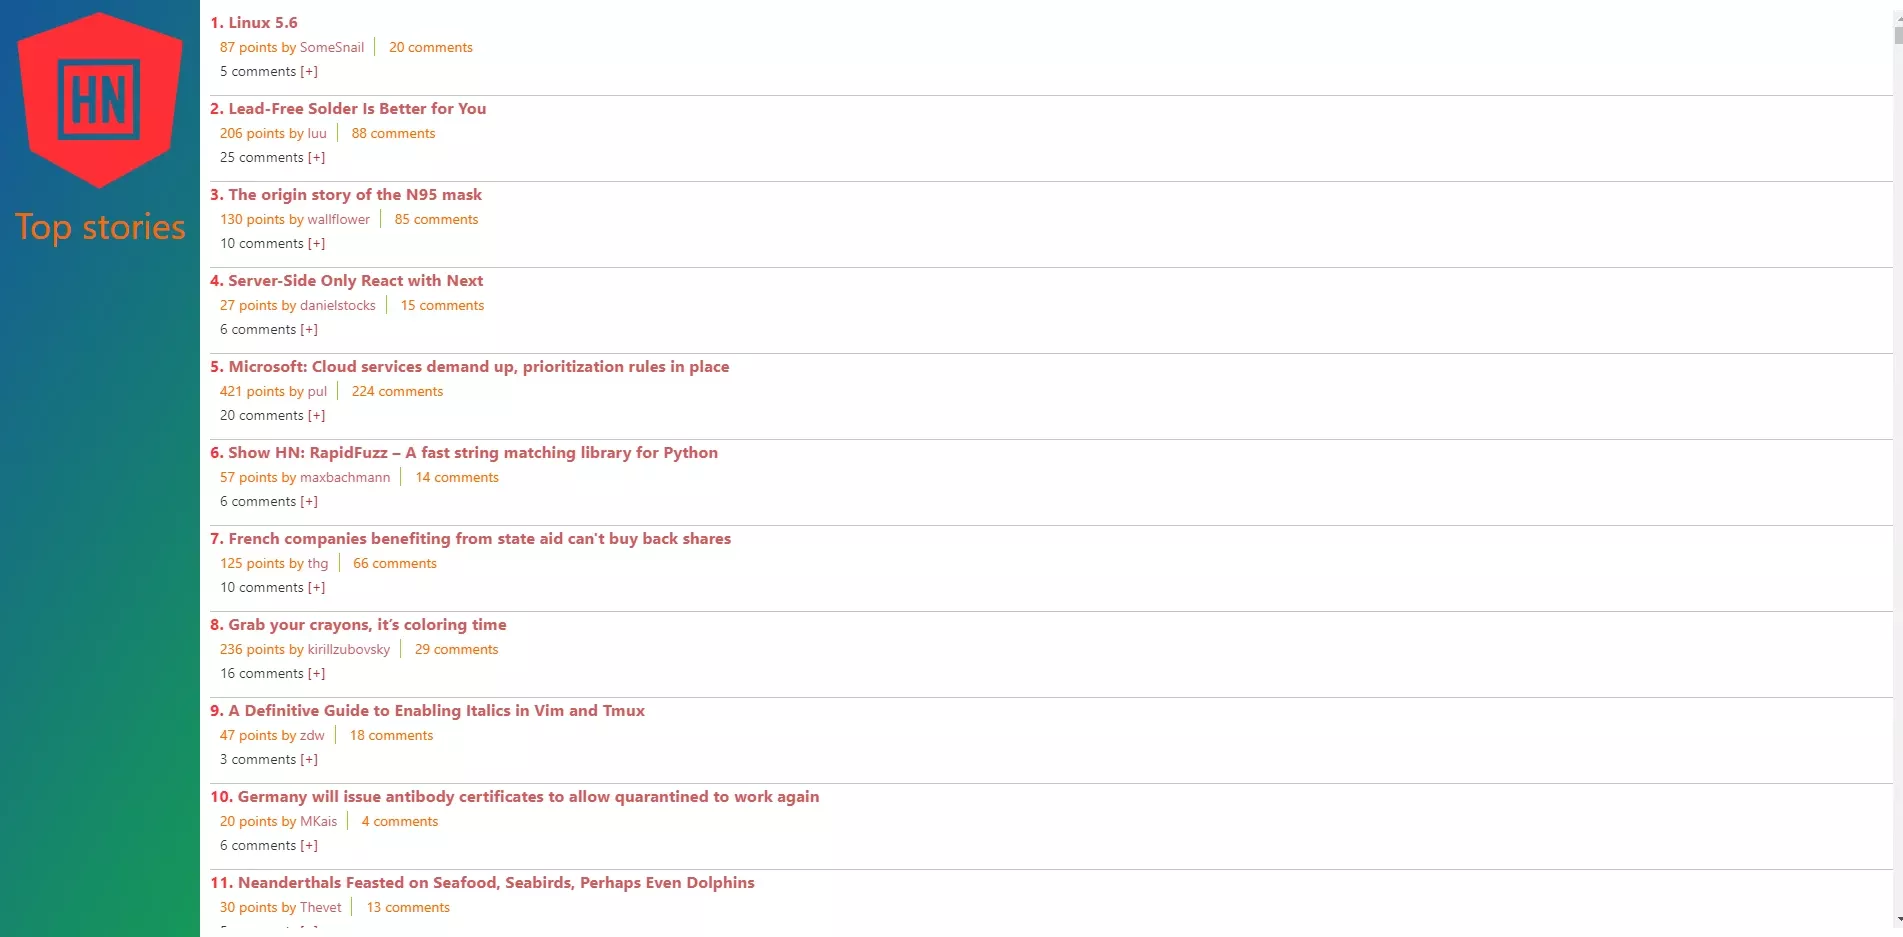 HN
Top stories
1. Linux 5.6
87 points by SomeSnail | 20 comments
5 comments [+]
2. Lead-Free Solder Is Better for You
206 points by luu | 88 comments
25 comments [+]
3. The origin story of the N95 mask
130 points by wallflower | 85 comments
10 comments [+]
4. Server-Side Only React with Next
27 points by danielstocks | 15 comments
6 comments [+]
5. Microsoft: Cloud services demand up, prioritization rules in place
421 points by pul | 224 comments
20 comments [+]
6. Show HN: RapidFuzz – A fast string matching library for Python
57 points by maxbachmann | 14 comments
6 comments [+]
7. French companies benefiting from state aid can't buy back shares
125 points by thg | 66 comments
10 comments [+]
8. Grab your crayons, it’s coloring time
236 points by kirillzubovsky | 29 comments
16 comments [+]
9. A Definitive Guide to Enabling Italics in Vim and Tmux
47 points by zdw | 18 comments
3 comments [+]
10. Germany will issue antibody certificates to allow quarantined to work again
20 points by MKais | 4 comments
6 comments [+]
11. Neanderthals Feasted on Seafood, Seabirds, Perhaps Even Dolphins
30 points by Thevet | 13 comments